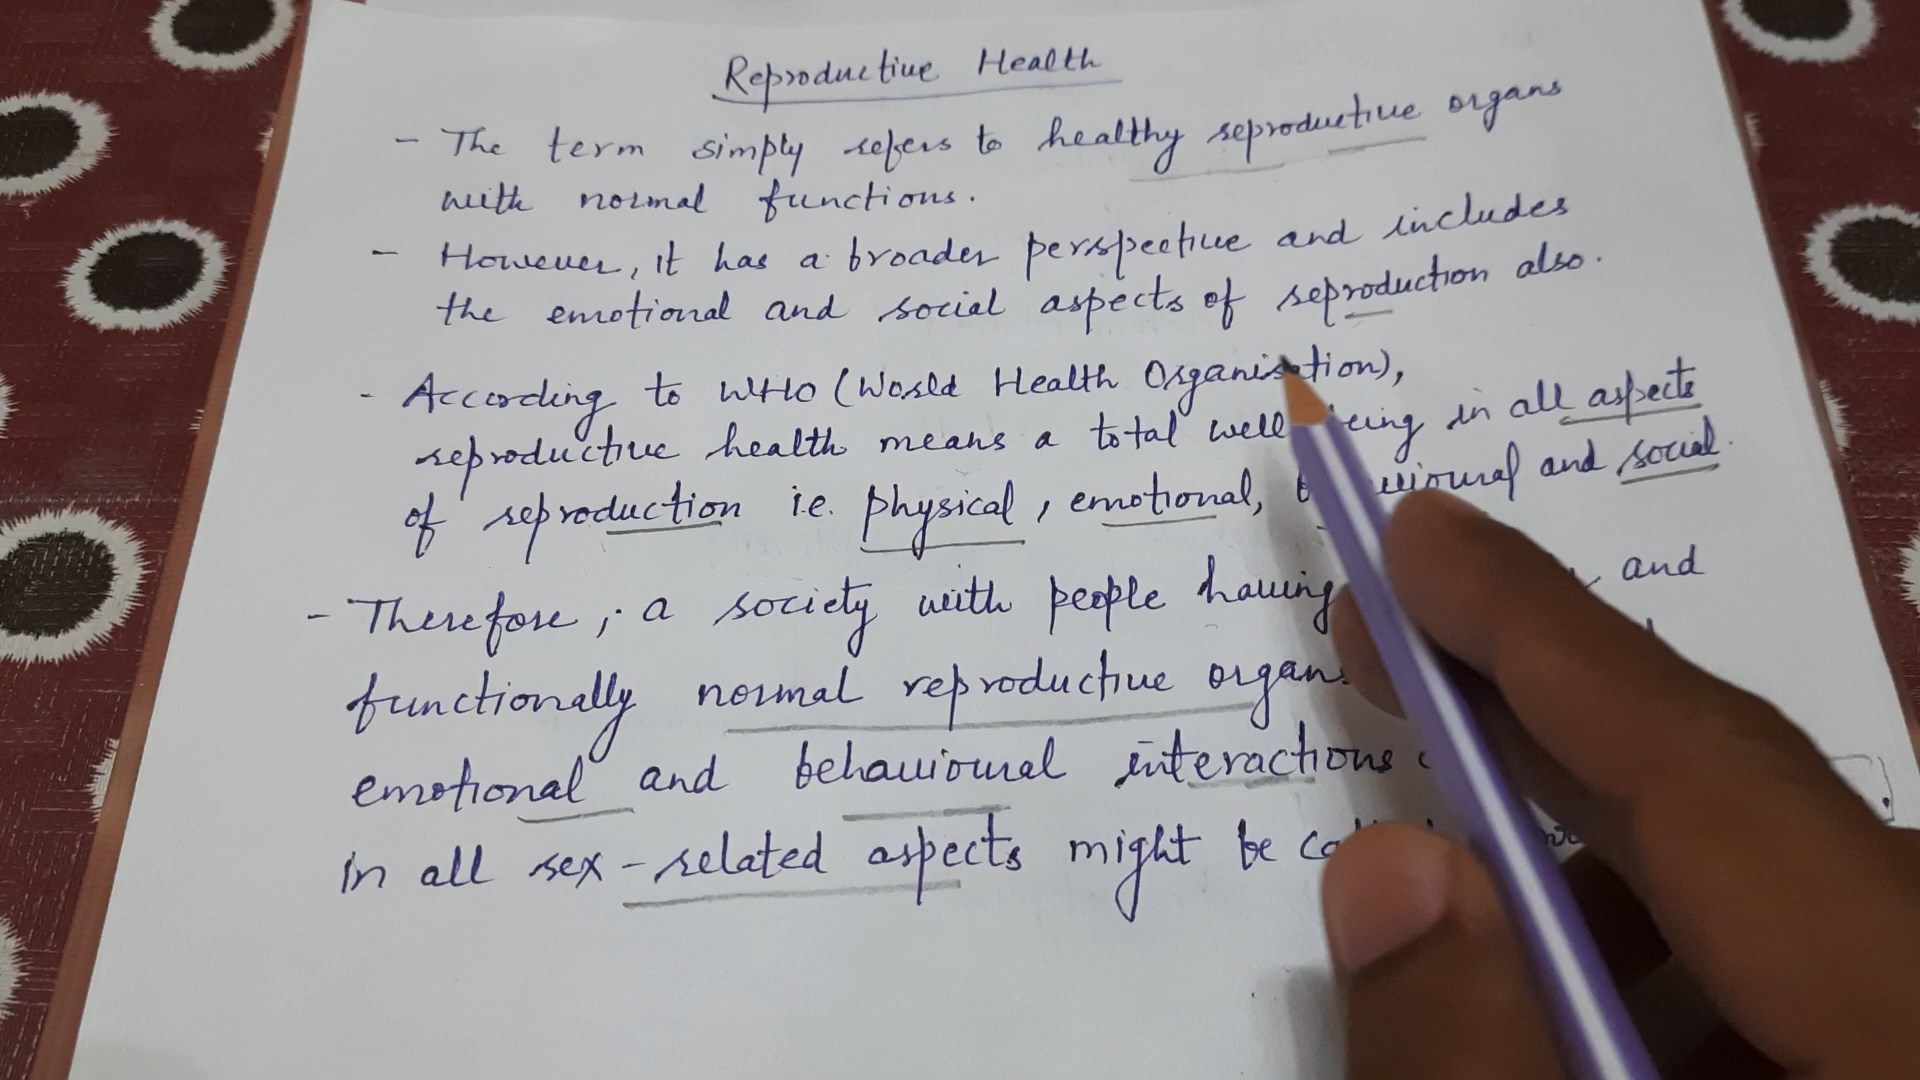 Reproductive Health
- The term simply refers to healthy reproductive organs
with normal functions.
- However, it has a broader perspective and includes
the emotional and social aspects of reproduction also.
- According to WHO (World Health Organisation),
reproductive health means a total well being in all aspects
of reproduction i.e. physical, emotional, behavioural and social.
- Therefore, a society with people having and
functionally normal reproductive organs
emotional and behavioural interactions
in all sex-related aspects might be